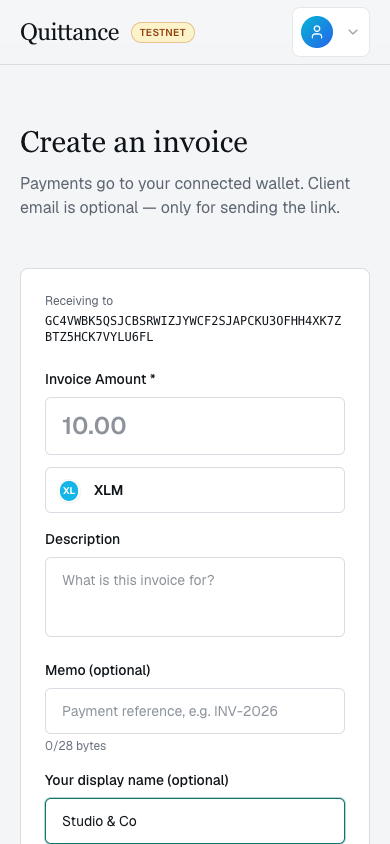 Quittance TESTNET
Create an invoice
Payments go to your connected wallet. Client
email is optional — only for sending the link.
Receiving to
GC4VWBK5QSJCBSRWIZJYWCF2SJAPCKU3OFHH4XK7Z
BTZ5HCK7VYLU6FL
Invoice Amount *
10.00
XL XLM
Description
What is this invoice for?
Memo (optional)
Payment reference, e.g. INV-2026
0/28 bytes
Your display name (optional)
Studio & Co